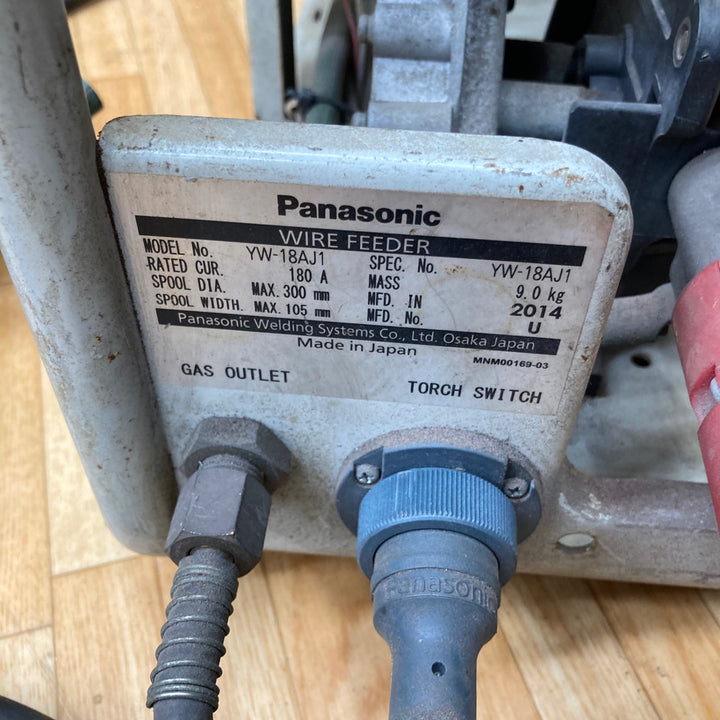 Panasonic
WIRE FEEDER
MODEL No. YW-18AJ1 SPEC. No. YW-18AJ1
RATED CUR. 180 A MASS 9.0 kg
SPOOL DIA. MAX. 300 mm MFD. IN 2014
SPOOL WIDTH. MAX. 105 mm MFD. No. U
Panasonic Welding Systems Co., Ltd. Osaka Japan
Made in Japan
MNM00169-03
GAS OUTLET TORCH SWITCH
Panasonic